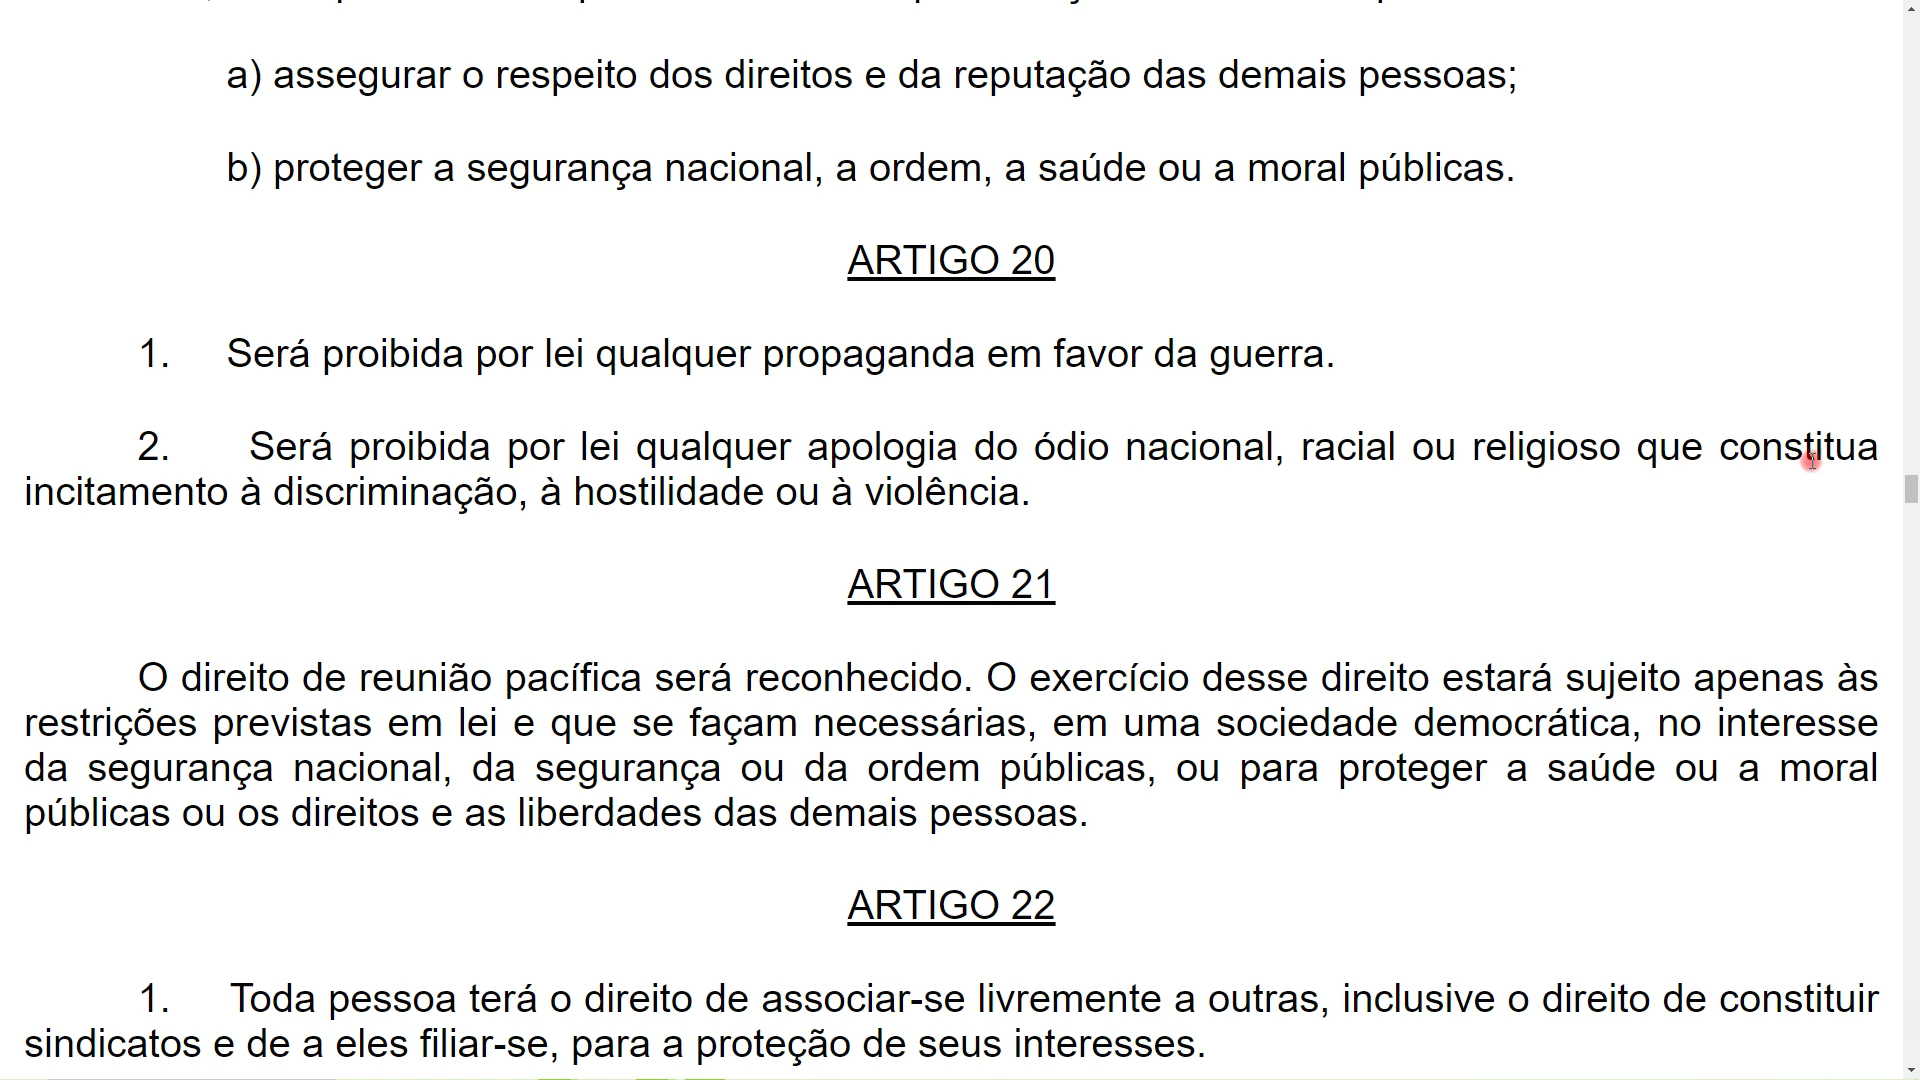 a) assegurar o respeito dos direitos e da reputação das demais pessoas;
b) proteger a segurança nacional, a ordem, a saúde ou a moral públicas.
ARTIGO 20
1. Será proibida por lei qualquer propaganda em favor da guerra.
2. Será proibida por lei qualquer apologia do ódio nacional, racial ou religioso que constitua
incitamento à discriminação, à hostilidade ou à violência.
ARTIGO 21
O direito de reunião pacífica será reconhecido. O exercício desse direito estará sujeito apenas às
restrições previstas em lei e que se façam necessárias, em uma sociedade democrática, no interesse
da segurança nacional, da segurança ou da ordem públicas, ou para proteger a saúde ou a moral
públicas ou os direitos e as liberdades das demais pessoas.
ARTIGO 22
1. Toda pessoa terá o direito de associar-se livremente a outras, inclusive o direito de constituir
sindicatos e de a eles filiar-se, para a proteção de seus interesses.